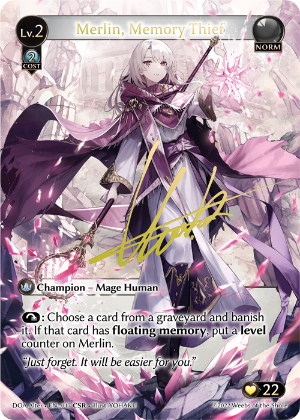 Lv.2
Merlin, Memory Thief
NORM
2
COST
Champion – Mage Human
: Choose a card from a graveyard and banish
it. If that card has floating memory, put a level
counter on Merlin.
"Just forget. It will be easier for you."
22